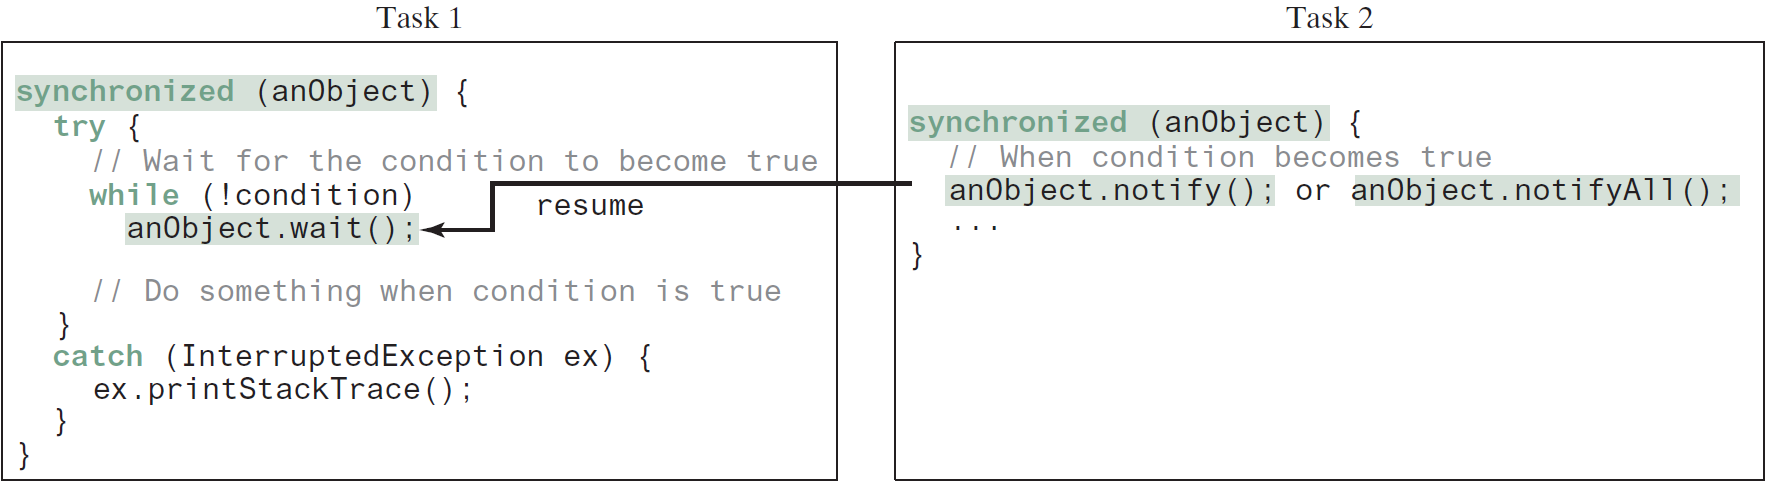 Task 1
synchronized (anObject) {
try {
// Wait for the condition to become true
while (!condition)
anObject.wait();
// Do something when condition is true
}
catch (InterruptedException ex) {
ex.printStackTrace();
}
}
resume
Task 2
synchronized (anObject) {
// When condition becomes true
anObject.notify(); or anObject.notifyAll();
...
}